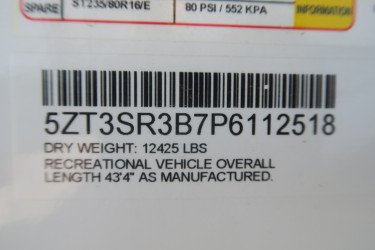 SPARE ST235/80R16/E 80 PSI / 552 KPA INFORMATION
5ZT3SR3B7P6112518
DRY WEIGHT: 12425 LBS
RECREATIONAL VEHICLE OVERALL
LENGTH 43'4" AS MANUFACTURED.